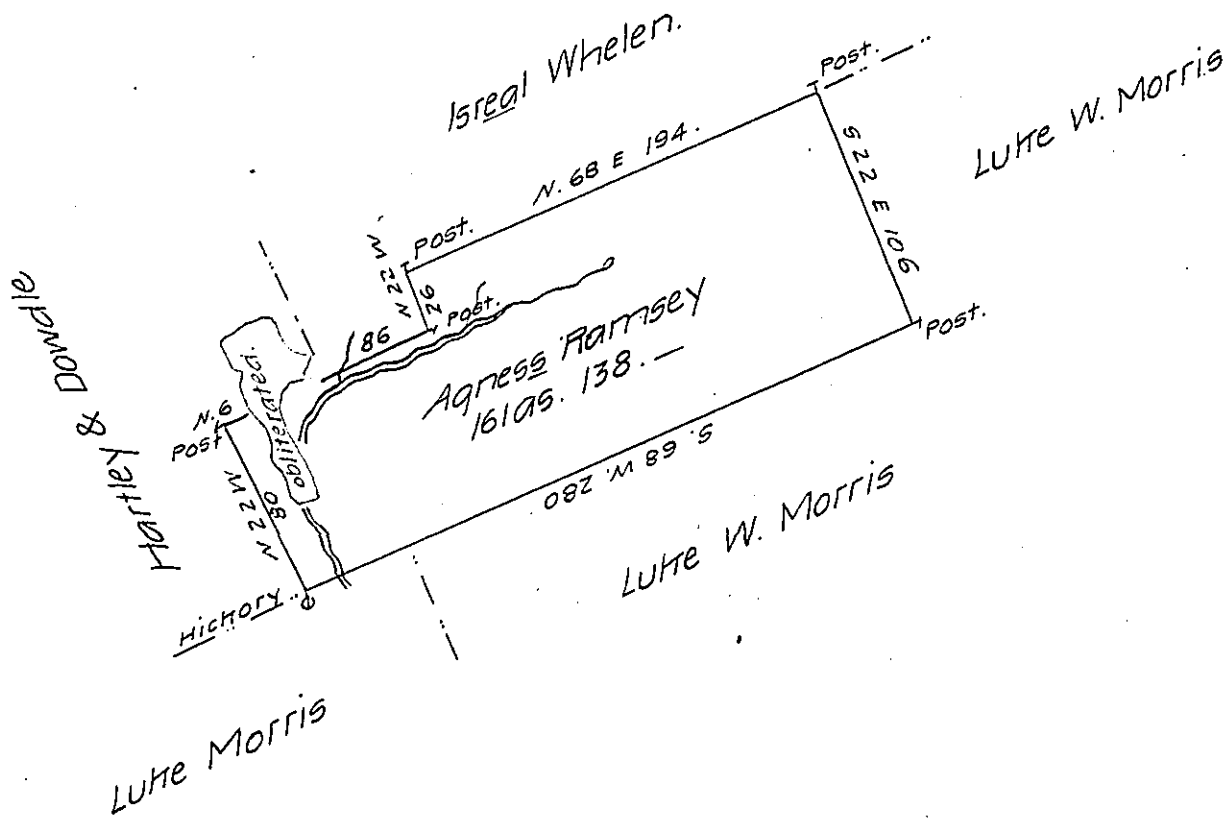 Isreal Whelen.
Post.
Luke W. Morris
N. 68 E 194.
S 22 E 106
Post.
N 22 W
26
Post.
86
Hartley & Dowdle
obliterated.
N. 6
Post
N 22 W
80
Agness Ramsey
161as. 138. —
Post.
S. 68 W. 280
Luke W. Morris
Hickory
Luke Morris